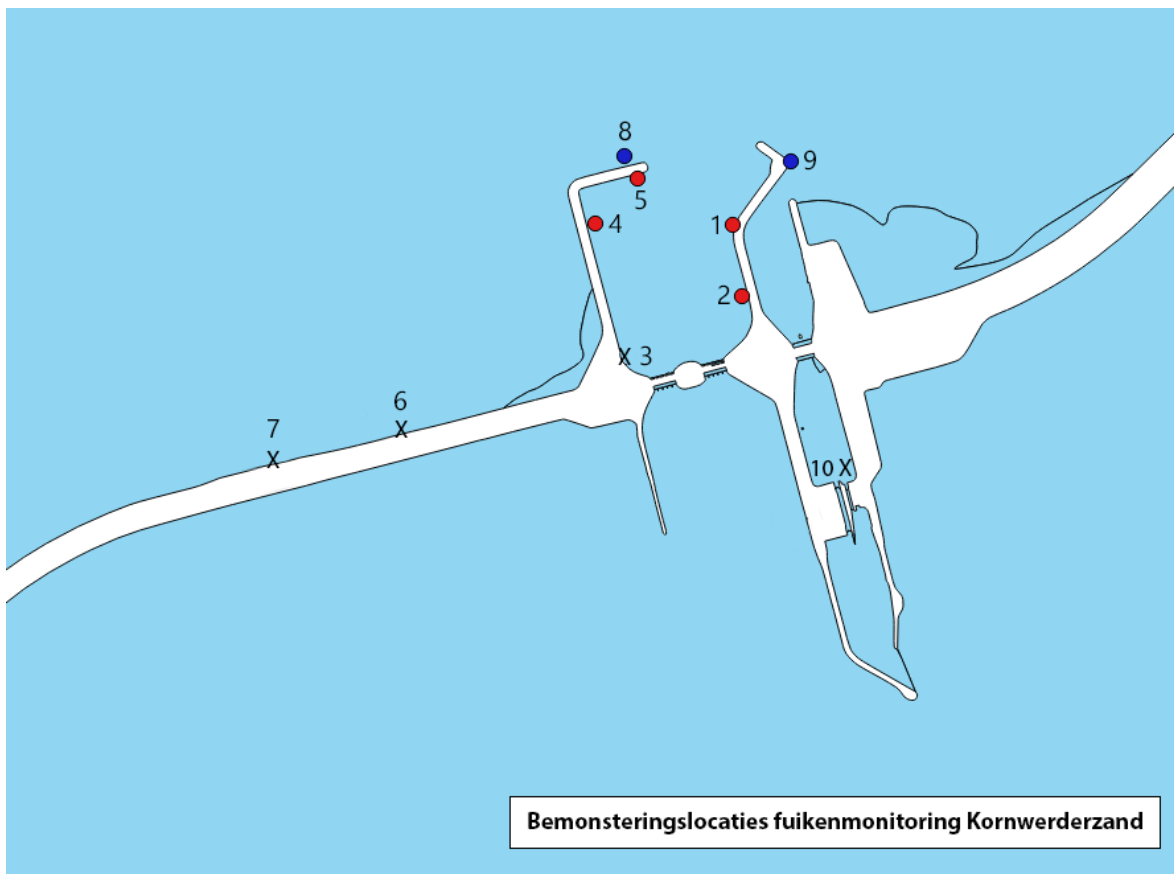 8
9
5
4
1
2
3
6
7
10 X
X
X
X
Bemonsteringslocaties fuikenmonitoring Kornwerderzand